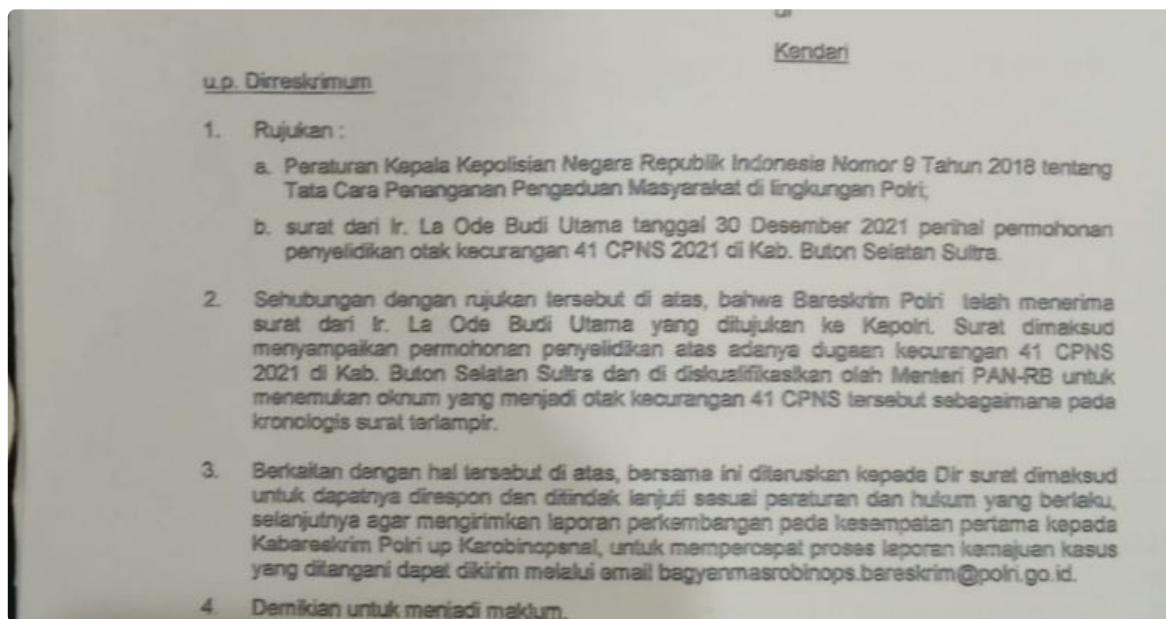 di
Kendari
u.p. Dirreskrimum
1. Rujukan :
a. Peraturan Kepala Kepolisian Negara Republik Indonesia Nomor 9 Tahun 2018 tentang
Tata Cara Penanganan Pengaduan Masyarakat di lingkungan Polri;
b. surat dari Ir. La Ode Budi Utama tanggal 30 Desember 2021 perihal permohonan
penyelidikan otak kecurangan 41 CPNS 2021 di Kab. Buton Selatan Sultra.
2. Sehubungan dengan rujukan tersebut di atas, bahwa Bareskrim Polri telah menerima
surat dari Ir. La Ode Budi Utama yang ditujukan ke Kapolri. Surat dimaksud
menyampaikan permohonan penyelidikan atas adanya dugaan kecurangan 41 CPNS
2021 di Kab. Buton Selatan Sultra dan di diskualifikasikan olah Menteri PAN-RB untuk
menemukan oknum yang menjadi otak kecurangan 41 CPNS tersebut sebagaimana pada
kronologis surat terlampir.
3. Berkaitan dengan hal tersebut di atas, bersama ini diteruskan kepada Dir surat dimaksud
untuk dapatnya direspon dan ditindak lanjuti sesuai peraturan dan hukum yang berlaku,
selanjutnya agar mengirimkan laporan perkembangan pada kesempatan pertama kepada
Kabareskrim Polri up Karobinopsnal, untuk mempercepat proses laporan kemajuan kasus
yang ditangani dapat dikirim melalui email bagyanmasrobinops.bareskrim@polri.go.id.
4. Demikian untuk menjadi maklum.